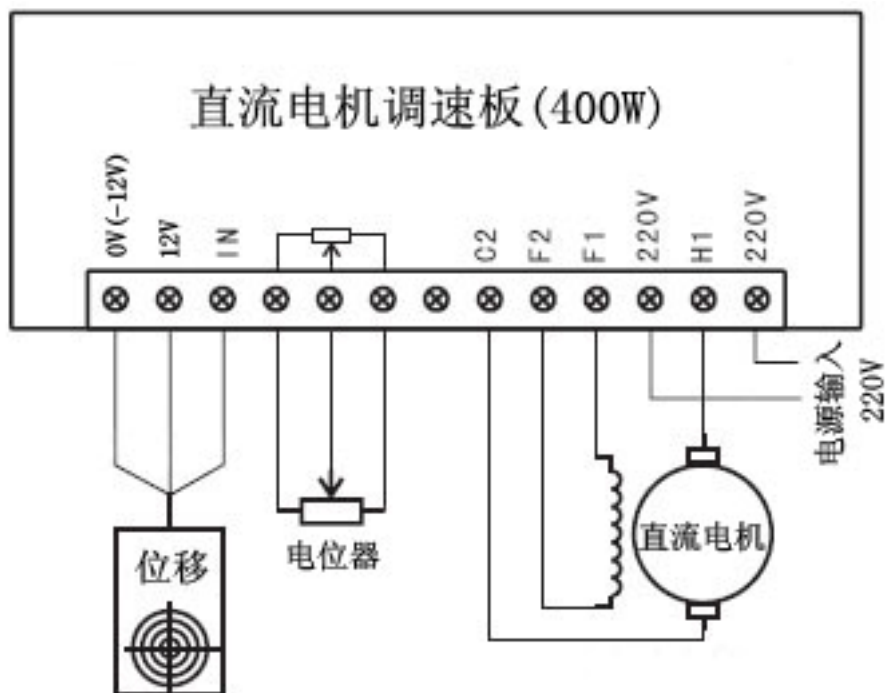 直流电机调速板(400W)
0V(-12V)
12V
IN
C2
F2
F1
220V
H1
220V
电源输入
220V
位移
电位器
直流电机